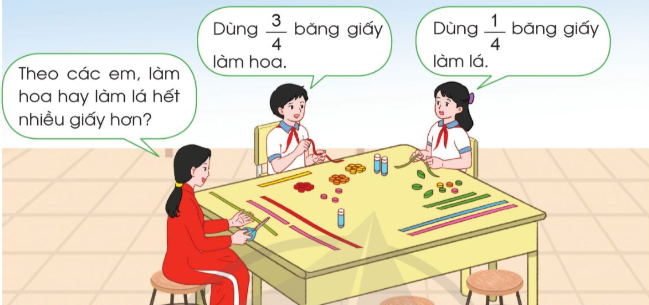 Theo các em, làm
hoa hay làm lá hết
nhiều giấy hơn?
Dùng 3/4 băng giấy
làm hoa.
Dùng 1/4 băng giấy
làm lá.